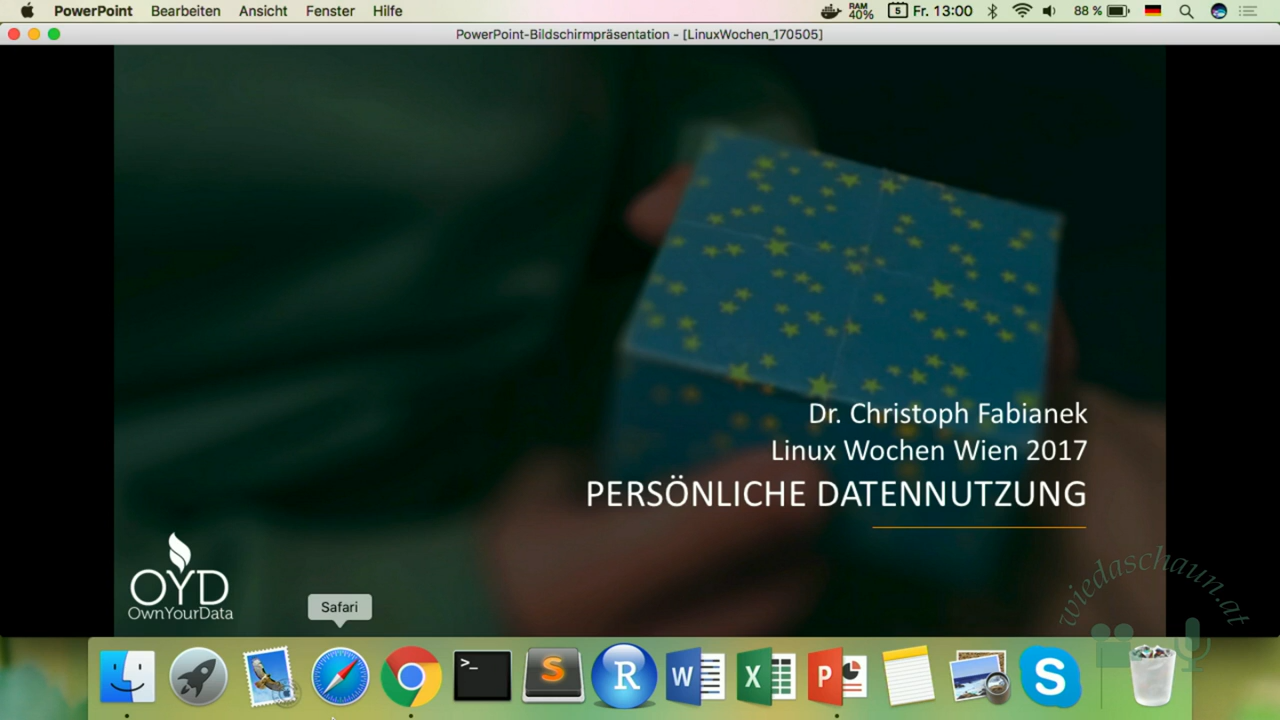 PowerPoint Bearbeiten Ansicht Fenster Hilfe RAM 40% 5 Fr. 13:00 88 %
PowerPoint-Bildschirmpräsentation - [LinuxWochen_170505]
Dr. Christoph Fabianek
Linux Wochen Wien 2017
PERSÖNLICHE DATENNUTZUNG
OYD
OwnYourData
Safari
wiedaschaun.at
>_
S
R
W
X
P
S